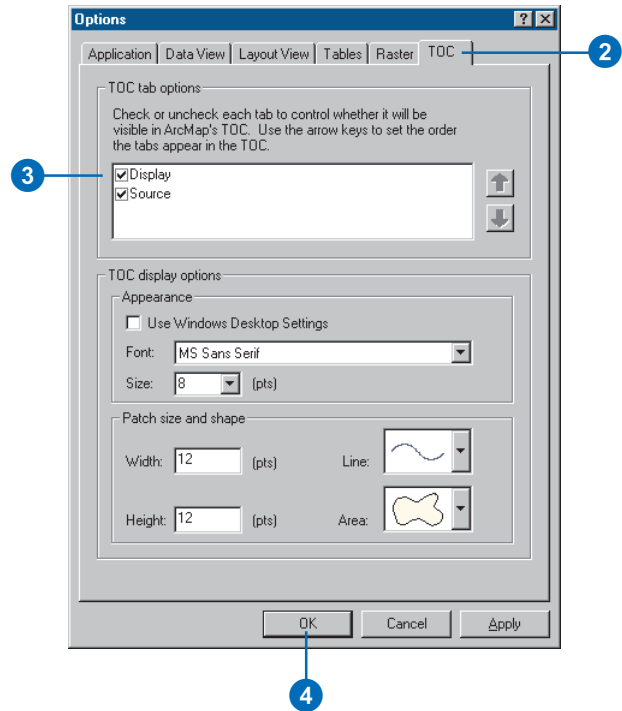 Options
Application Data View Layout View Tables Raster TOC
2
TOC tab options
Check or uncheck each tab to control whether it will be
visible in ArcMap's TOC. Use the arrow keys to set the order
the tabs appear in the TOC.
3
Display
Source
TOC display options
Appearance
Use Windows Desktop Settings
Font: MS Sans Serif
Size: 8 (pts)
Patch size and shape
Width: 12 (pts) Line:
Height: 12 (pts) Area:
OK Cancel Apply
4